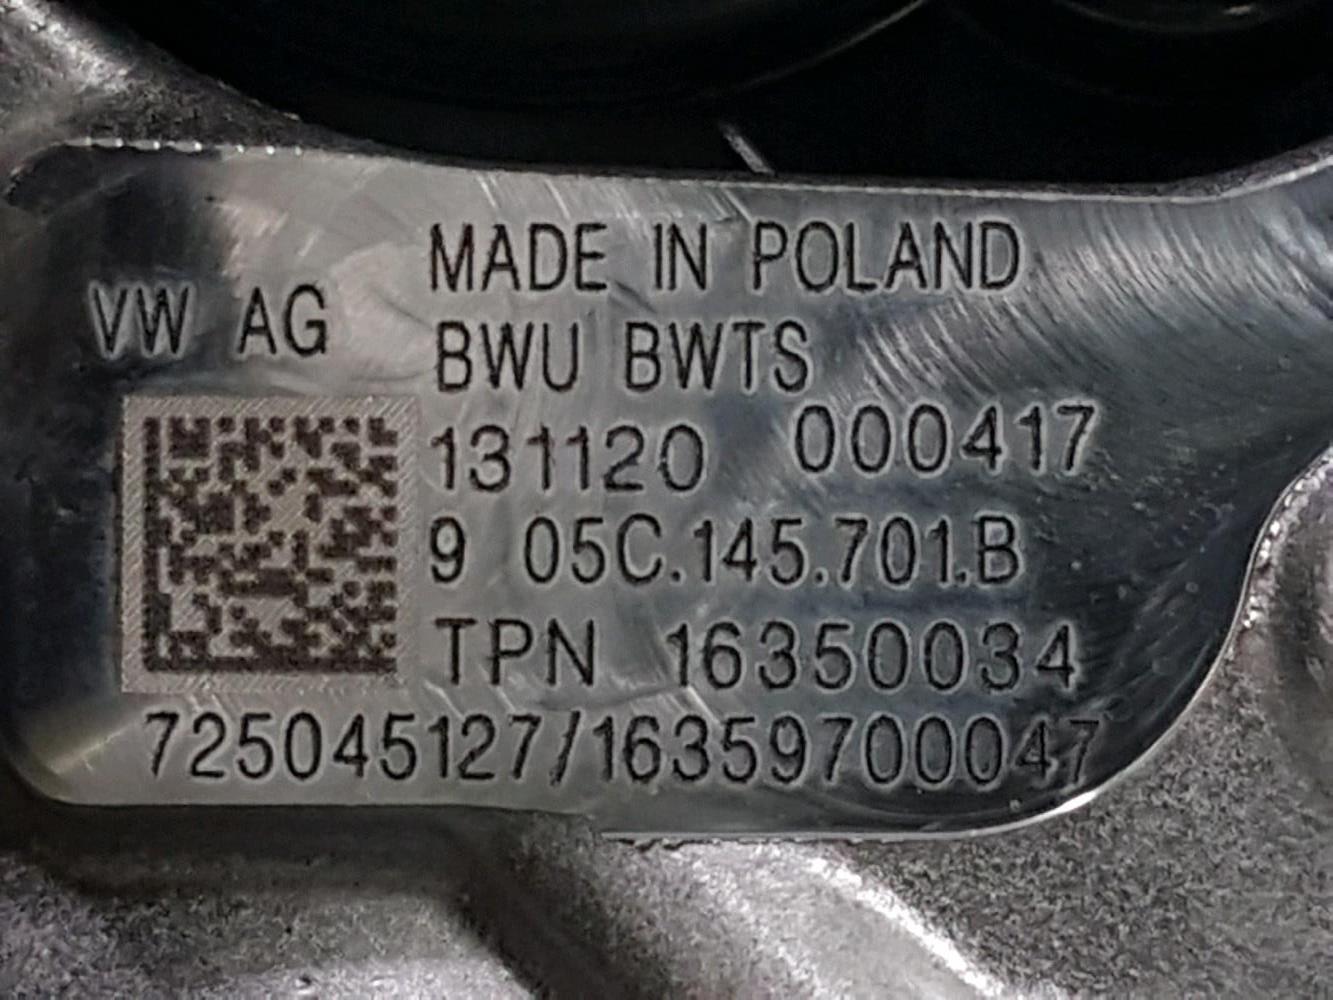 MADE IN POLAND
VW AG
BWU BWTS
131120 000417
9 05C.145.701.B
TPN 16350034
725045127/16359700047